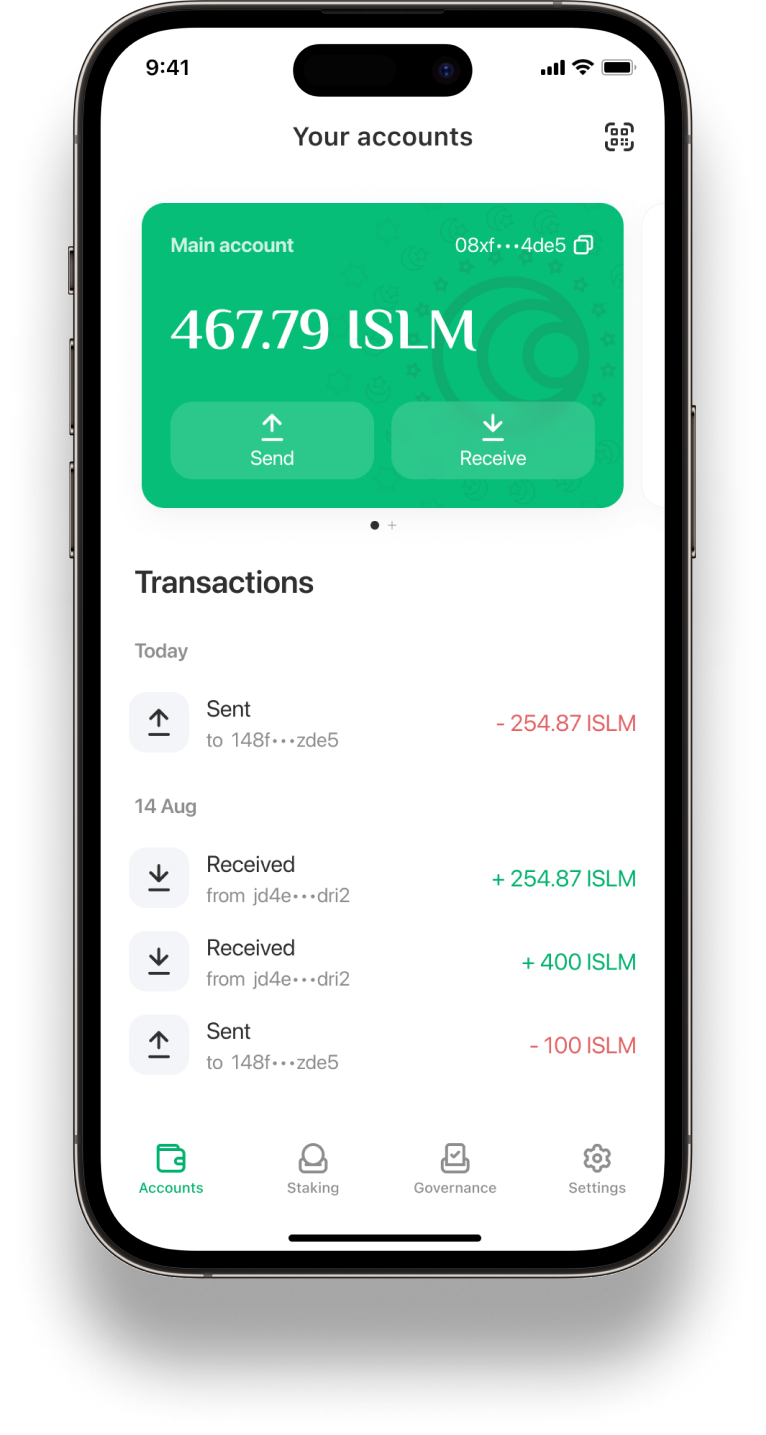 9:41
Your accounts
Main account 08xf•••4de5
467.79 ISLM
Send Receive
+
Transactions
Today
Sent
to 148f•••zde5
- 254.87 ISLM
14 Aug
Received
from jd4e•••dri2
+ 254.87 ISLM
Received
from jd4e•••dri2
+ 400 ISLM
Sent
to 148f•••zde5
- 100 ISLM
Accounts Staking Governance Settings